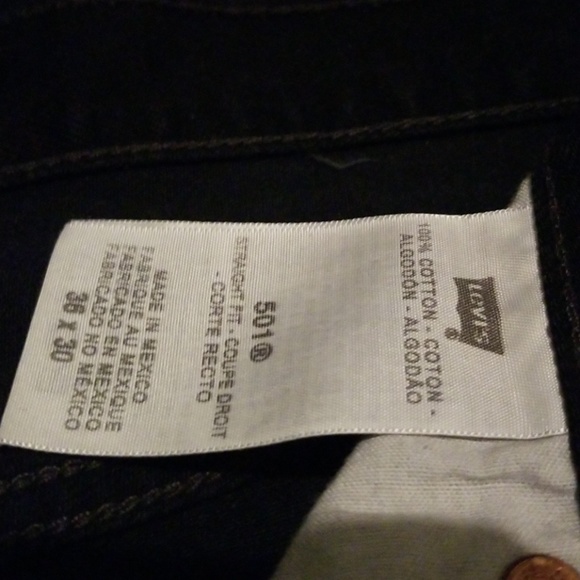 Levi's®
100% COTTON - COTON -
ALGODÓN - ALGODÃO
501®
STRAIGHT FIT - COUPE DROIT
- CORTE RECTO
MADE IN MEXICO
FABRIQUE AU MEXIQUE
FABRICADO EN MEXICO
FABRICADO NO MÉXICO
36 X 30